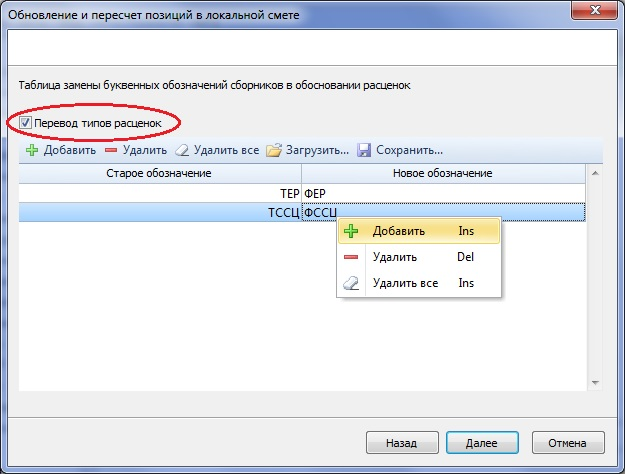 Обновление и пересчет позиций в локальной смете
Таблица замены буквенных обозначений сборников в обосновании расценок
Перевод типов расценок
Добавить Удалить Удалить все Загрузить... Сохранить...
Старое обозначение Новое обозначение
ТЕР ФЕР
ТССЦ ФССЦ
Добавить Ins
Удалить Del
Удалить все Ins
Назад Далее Отмена